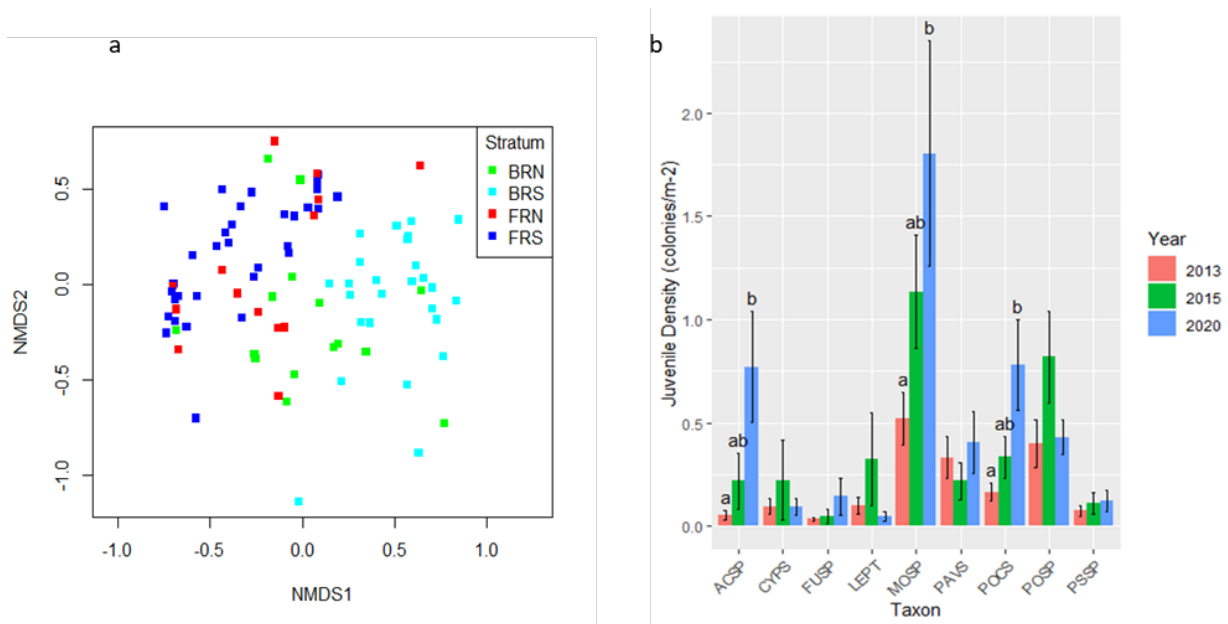 a
Stratum
BRN
BRS
FRN
FRS
0.5
0.0
-0.5
-1.0
NMDS2
-1.0 -0.5 0.0 0.5 1.0
NMDS1
b
b
b
b
ab
ab
ab
a
a
a
2.0
1.5
1.0
0.5
0.0
Juvenile Density (colonies/m-2)
ACSP CYPS FUSP LEPT MOSP PAVS POCS POSP PSSP
Taxon
Year
2013
2015
2020